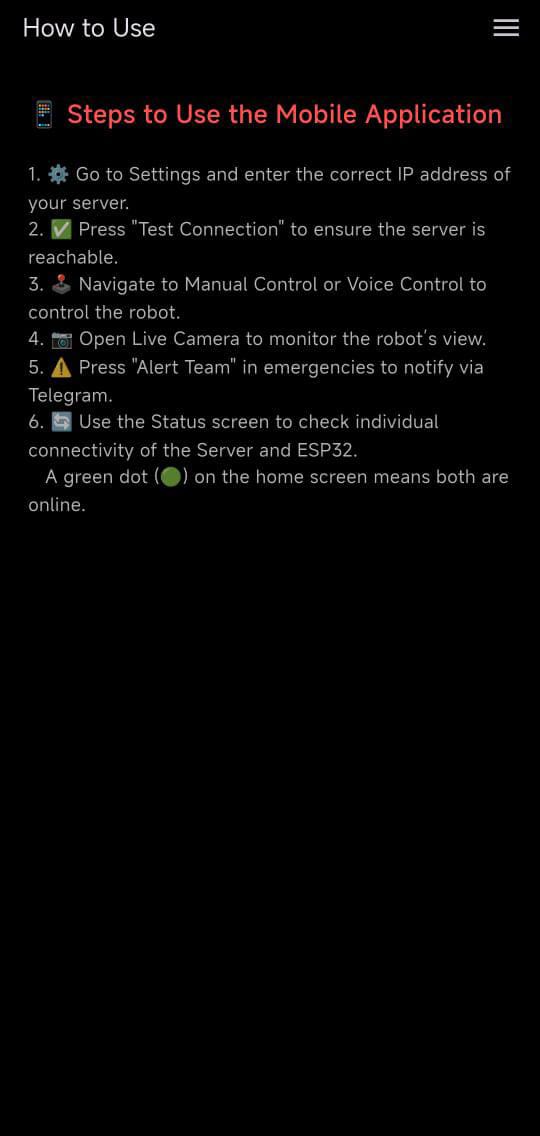 How to Use
📱 Steps to Use the Mobile Application
1. ⚙️ Go to Settings and enter the correct IP address of
your server.
2. ✅ Press "Test Connection" to ensure the server is
reachable.
3. 🕹️ Navigate to Manual Control or Voice Control to
control the robot.
4. 📷 Open Live Camera to monitor the robot's view.
5. ⚠️ Press "Alert Team" in emergencies to notify via
Telegram.
6. 🔄 Use the Status screen to check individual
connectivity of the Server and ESP32.
A green dot (🟢) on the home screen means both are
online.